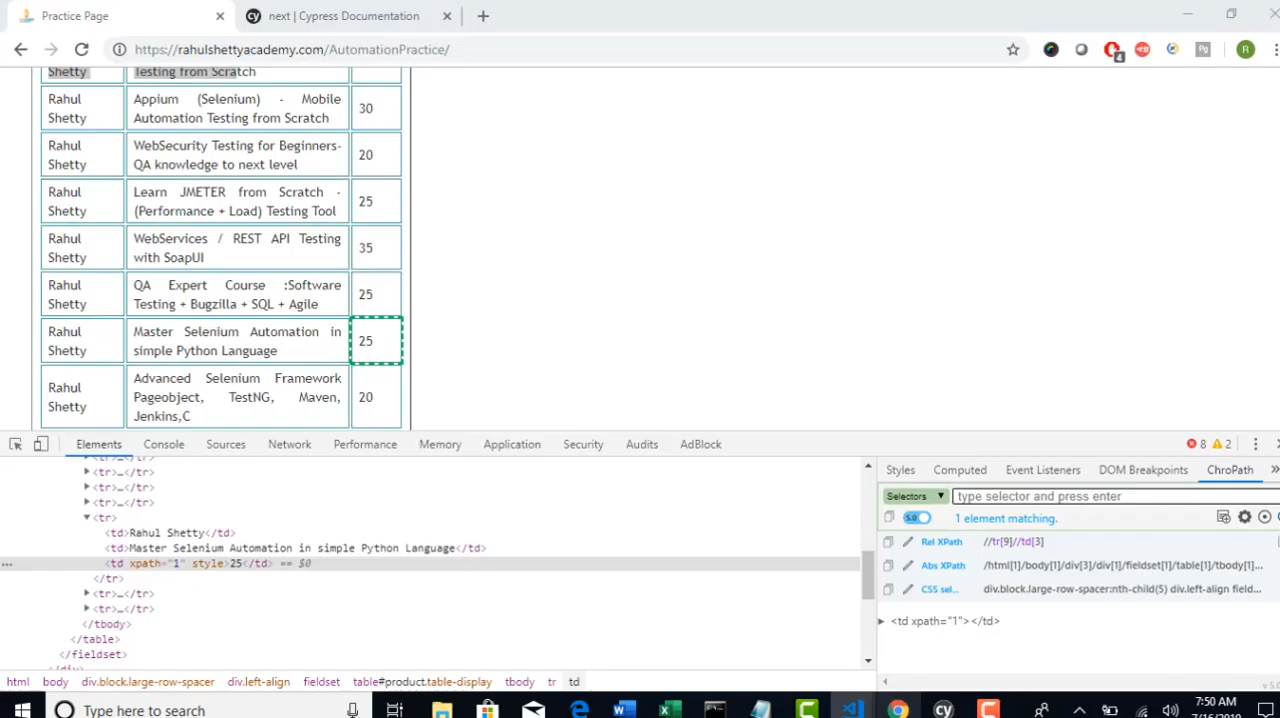 Practice Page
next | Cypress Documentation
https://rahulshettyacademy.com/AutomationPractice/
4
Pg
R
Shetty
Testing from Scratch
Rahul
Shetty
Appium (Selenium) - Mobile
Automation Testing from Scratch
30
Rahul
Shetty
WebSecurity Testing for Beginners-
QA knowledge to next level
20
Rahul
Shetty
Learn JMETER from Scratch -
(Performance + Load) Testing Tool
25
Rahul
Shetty
WebServices / REST API Testing
with SoapUI
35
Rahul
Shetty
QA Expert Course :Software
Testing + Bugzilla + SQL + Agile
25
Rahul
Shetty
Master Selenium Automation in
simple Python Language
25
Rahul
Shetty
Advanced Selenium Framework
Pageobject, TestNG, Maven,
Jenkins,C
20
Elements Console Sources Network Performance Memory Application Security Audits AdBlock
8 2
<tr>…</tr>
<tr>…</tr>
<tr>…</tr>
<tr>…</tr>
<tr>
<td>Rahul Shetty</td>
<td>Master Selenium Automation in simple Python Language</td>
<td xpath="1" style>25</td> == $0
</tr>
<tr>…</tr>
<tr>…</tr>
</tbody>
</table>
</fieldset>
</div>
html body div.block.large-row-spacer div.left-align fieldset table#product.table-display tbody tr td
Styles Computed Event Listeners DOM Breakpoints ChroPath »
Selectors ▼ type selector and press enter
5.0 1 element matching.
Rel XPath //tr[9]//td[3]
Abs XPath /html[1]/body[1]/div[3]/div[1]/fieldset[1]/table[1]/tbody[1]...
CSS sel... div.block.large-row-spacer:nth-child(5) div.left-align field...
<td xpath="1"></td>
v 5.0
Type here to search
7:50 AM